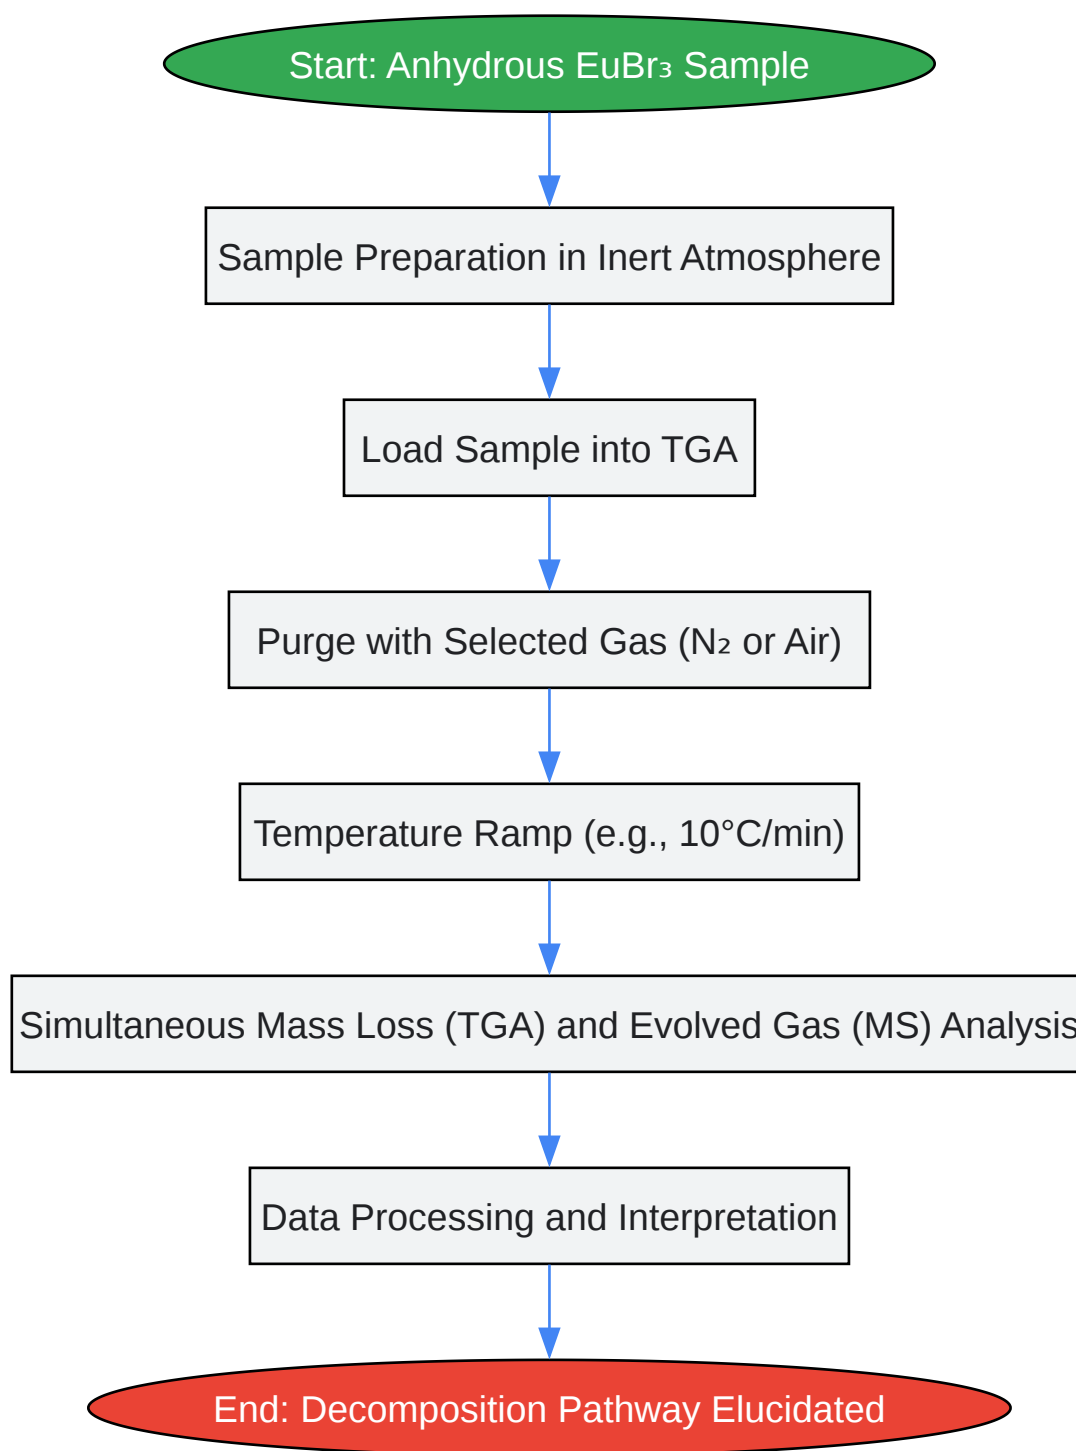 Start: Anhydrous EuBr₃ Sample
Sample Preparation in Inert Atmosphere
Load Sample into TGA
Purge with Selected Gas (N₂ or Air)
Temperature Ramp (e.g., 10°C/min)
Simultaneous Mass Loss (TGA) and Evolved Gas (MS) Analysis
Data Processing and Interpretation
End: Decomposition Pathway Elucidated